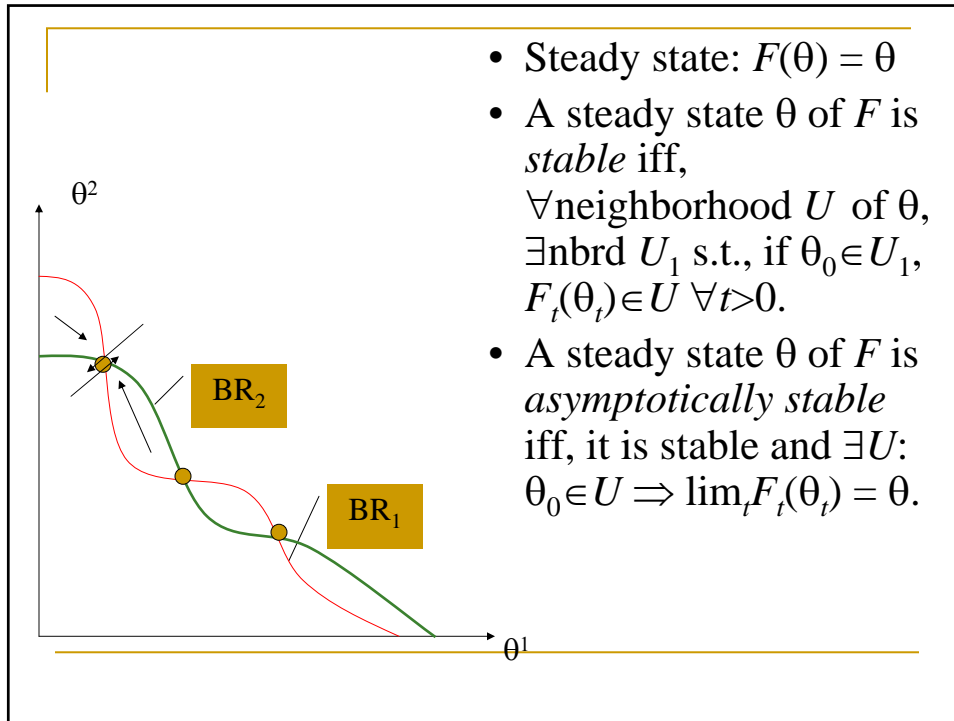 • Steady state: F(θ) = θ
• A steady state θ of F is
stable iff,
∀neighborhood U of θ,
∃nbrd U₁ s.t., if θ₀∈U₁,
Fₜ(θₜ)∈U ∀t>0.
• A steady state θ of F is
asymptotically stable
iff, it is stable and ∃U:
θ₀∈U ⇒ limₜFₜ(θₜ) = θ.
θ²
BR₂
BR₁
θ¹